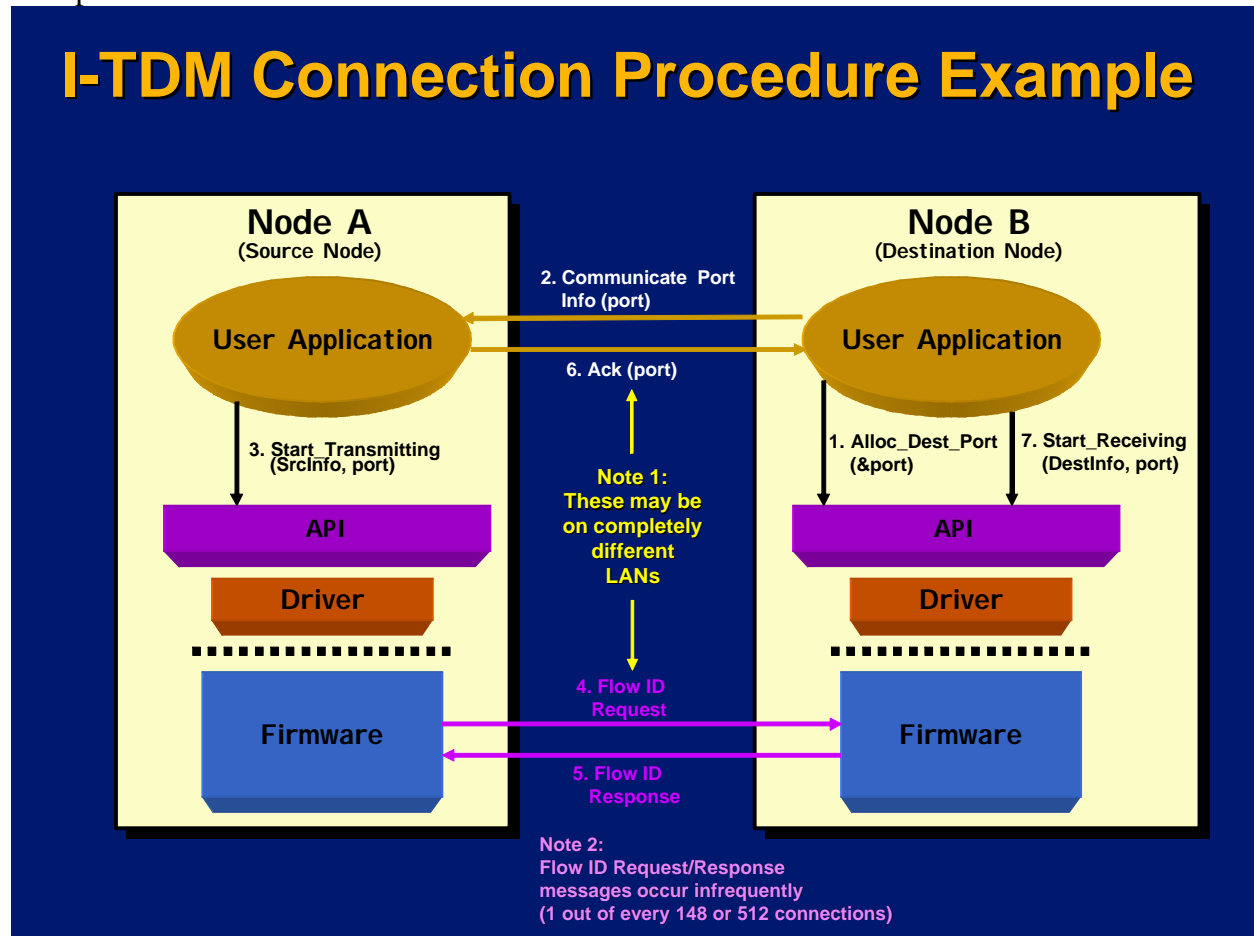 I-TDM Connection Procedure Example
Node A
(Source Node)
User Application
3. Start_Transmitting
(SrcInfo, port)
API
Driver
Firmware
2. Communicate Port
Info (port)
6. Ack (port)
Note 1:
These may be
on completely
different
LANs
4. Flow ID
Request
5. Flow ID
Response
Node B
(Destination Node)
User Application
1. Alloc_Dest_Port
(&port)
7. Start_Receiving
(DestInfo, port)
API
Driver
Firmware
Note 2:
Flow ID Request/Response
messages occur infrequently
(1 out of every 148 or 512 connections)